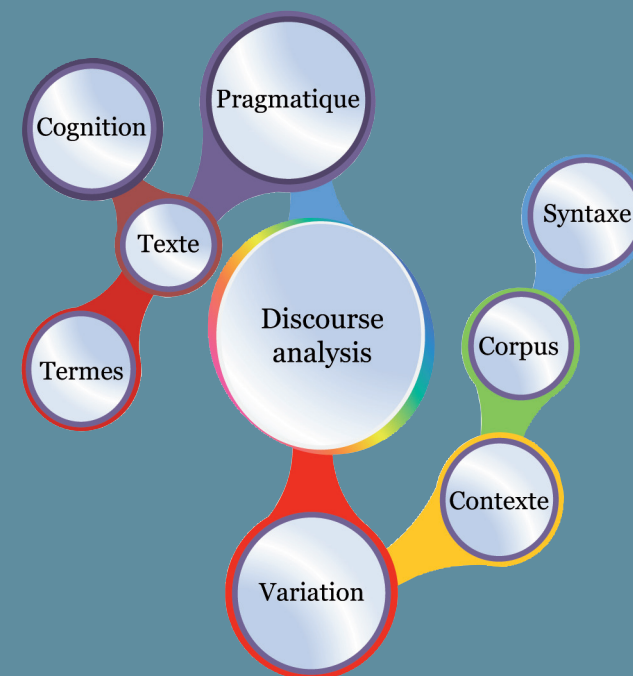 Pragmatique
Cognition
Syntaxe
Texte
Discourse
analysis
Corpus
Termes
Contexte
Variation